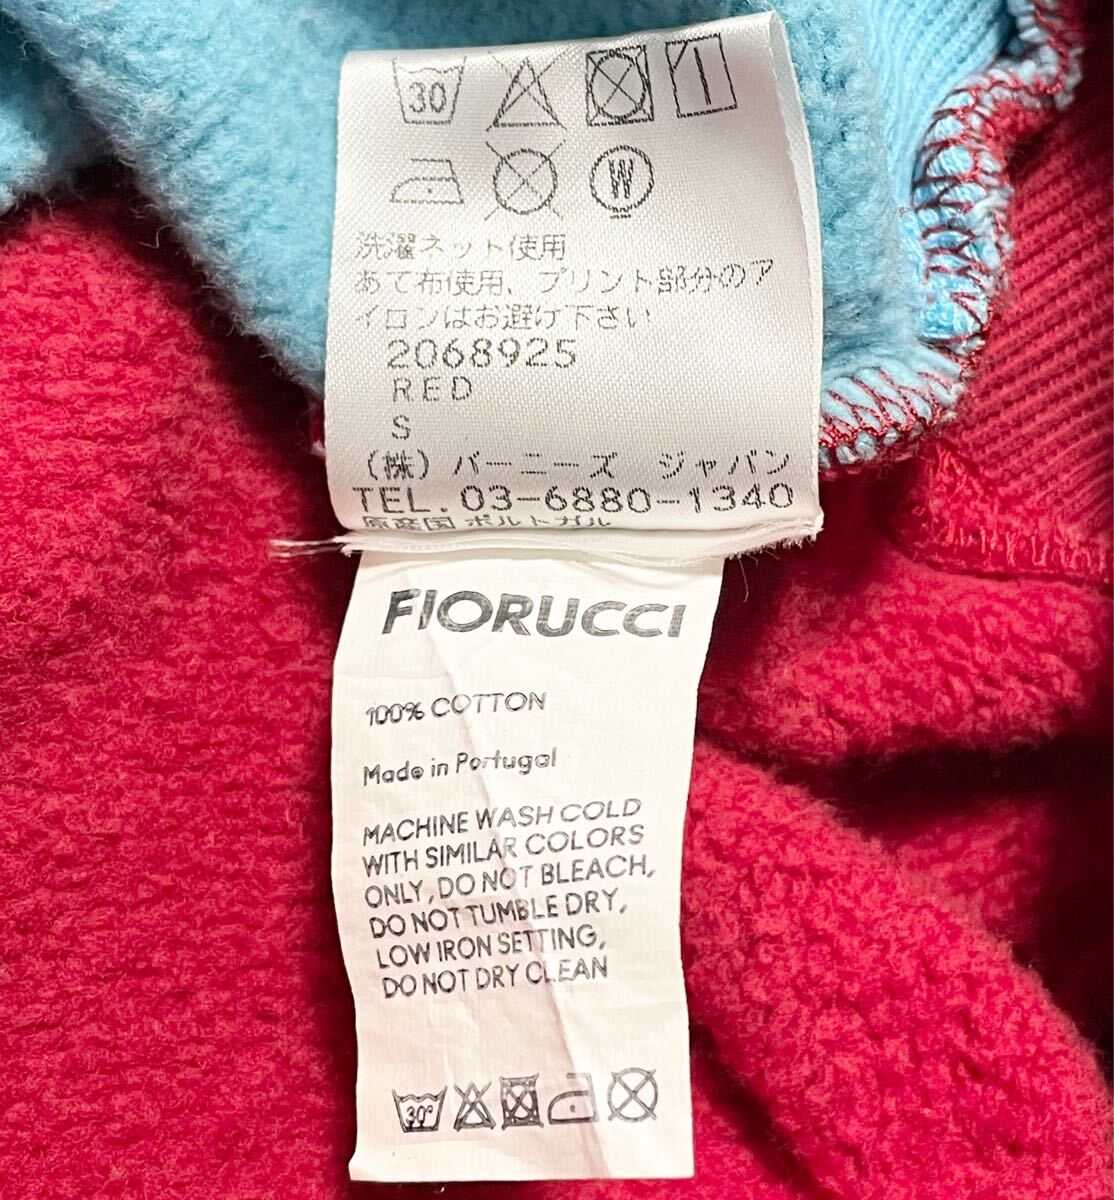 30
W
洗濯ネット使用
あて布使用、プリント部分のア
イロンはお避け下さい
2068925
RED
S
(株)バーニーズ ジャパン
TEL. 03-6880-1340
原産国 ポルトガル
FIORUCCI
100% COTTON
Made in Portugal
MACHINE WASH COLD
WITH SIMILAR COLORS
ONLY, DO NOT BLEACH,
DO NOT TUMBLE DRY,
LOW IRON SETTING,
DO NOT DRY CLEAN
30°